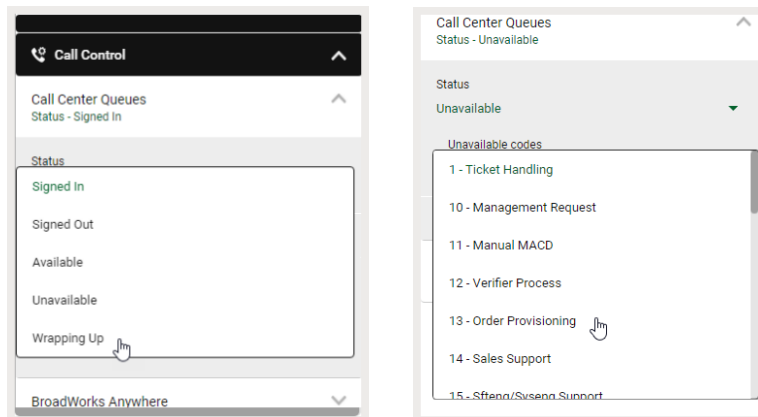 Call Control
Call Center Queues
Status - Signed In
Status
Signed In
Signed Out
Available
Unavailable
Wrapping Up
BroadWorks Anywhere
Call Center Queues
Status - Unavailable
Status
Unavailable
Unavailable codes
1 - Ticket Handling
10 - Management Request
11 - Manual MACD
12 - Verifier Process
13 - Order Provisioning
14 - Sales Support
15 - Sfteng/Syseng Support